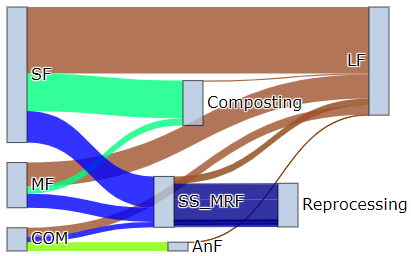 LF
SF
Composting
MF
SS_MRF
Reprocessing
COM
AnF